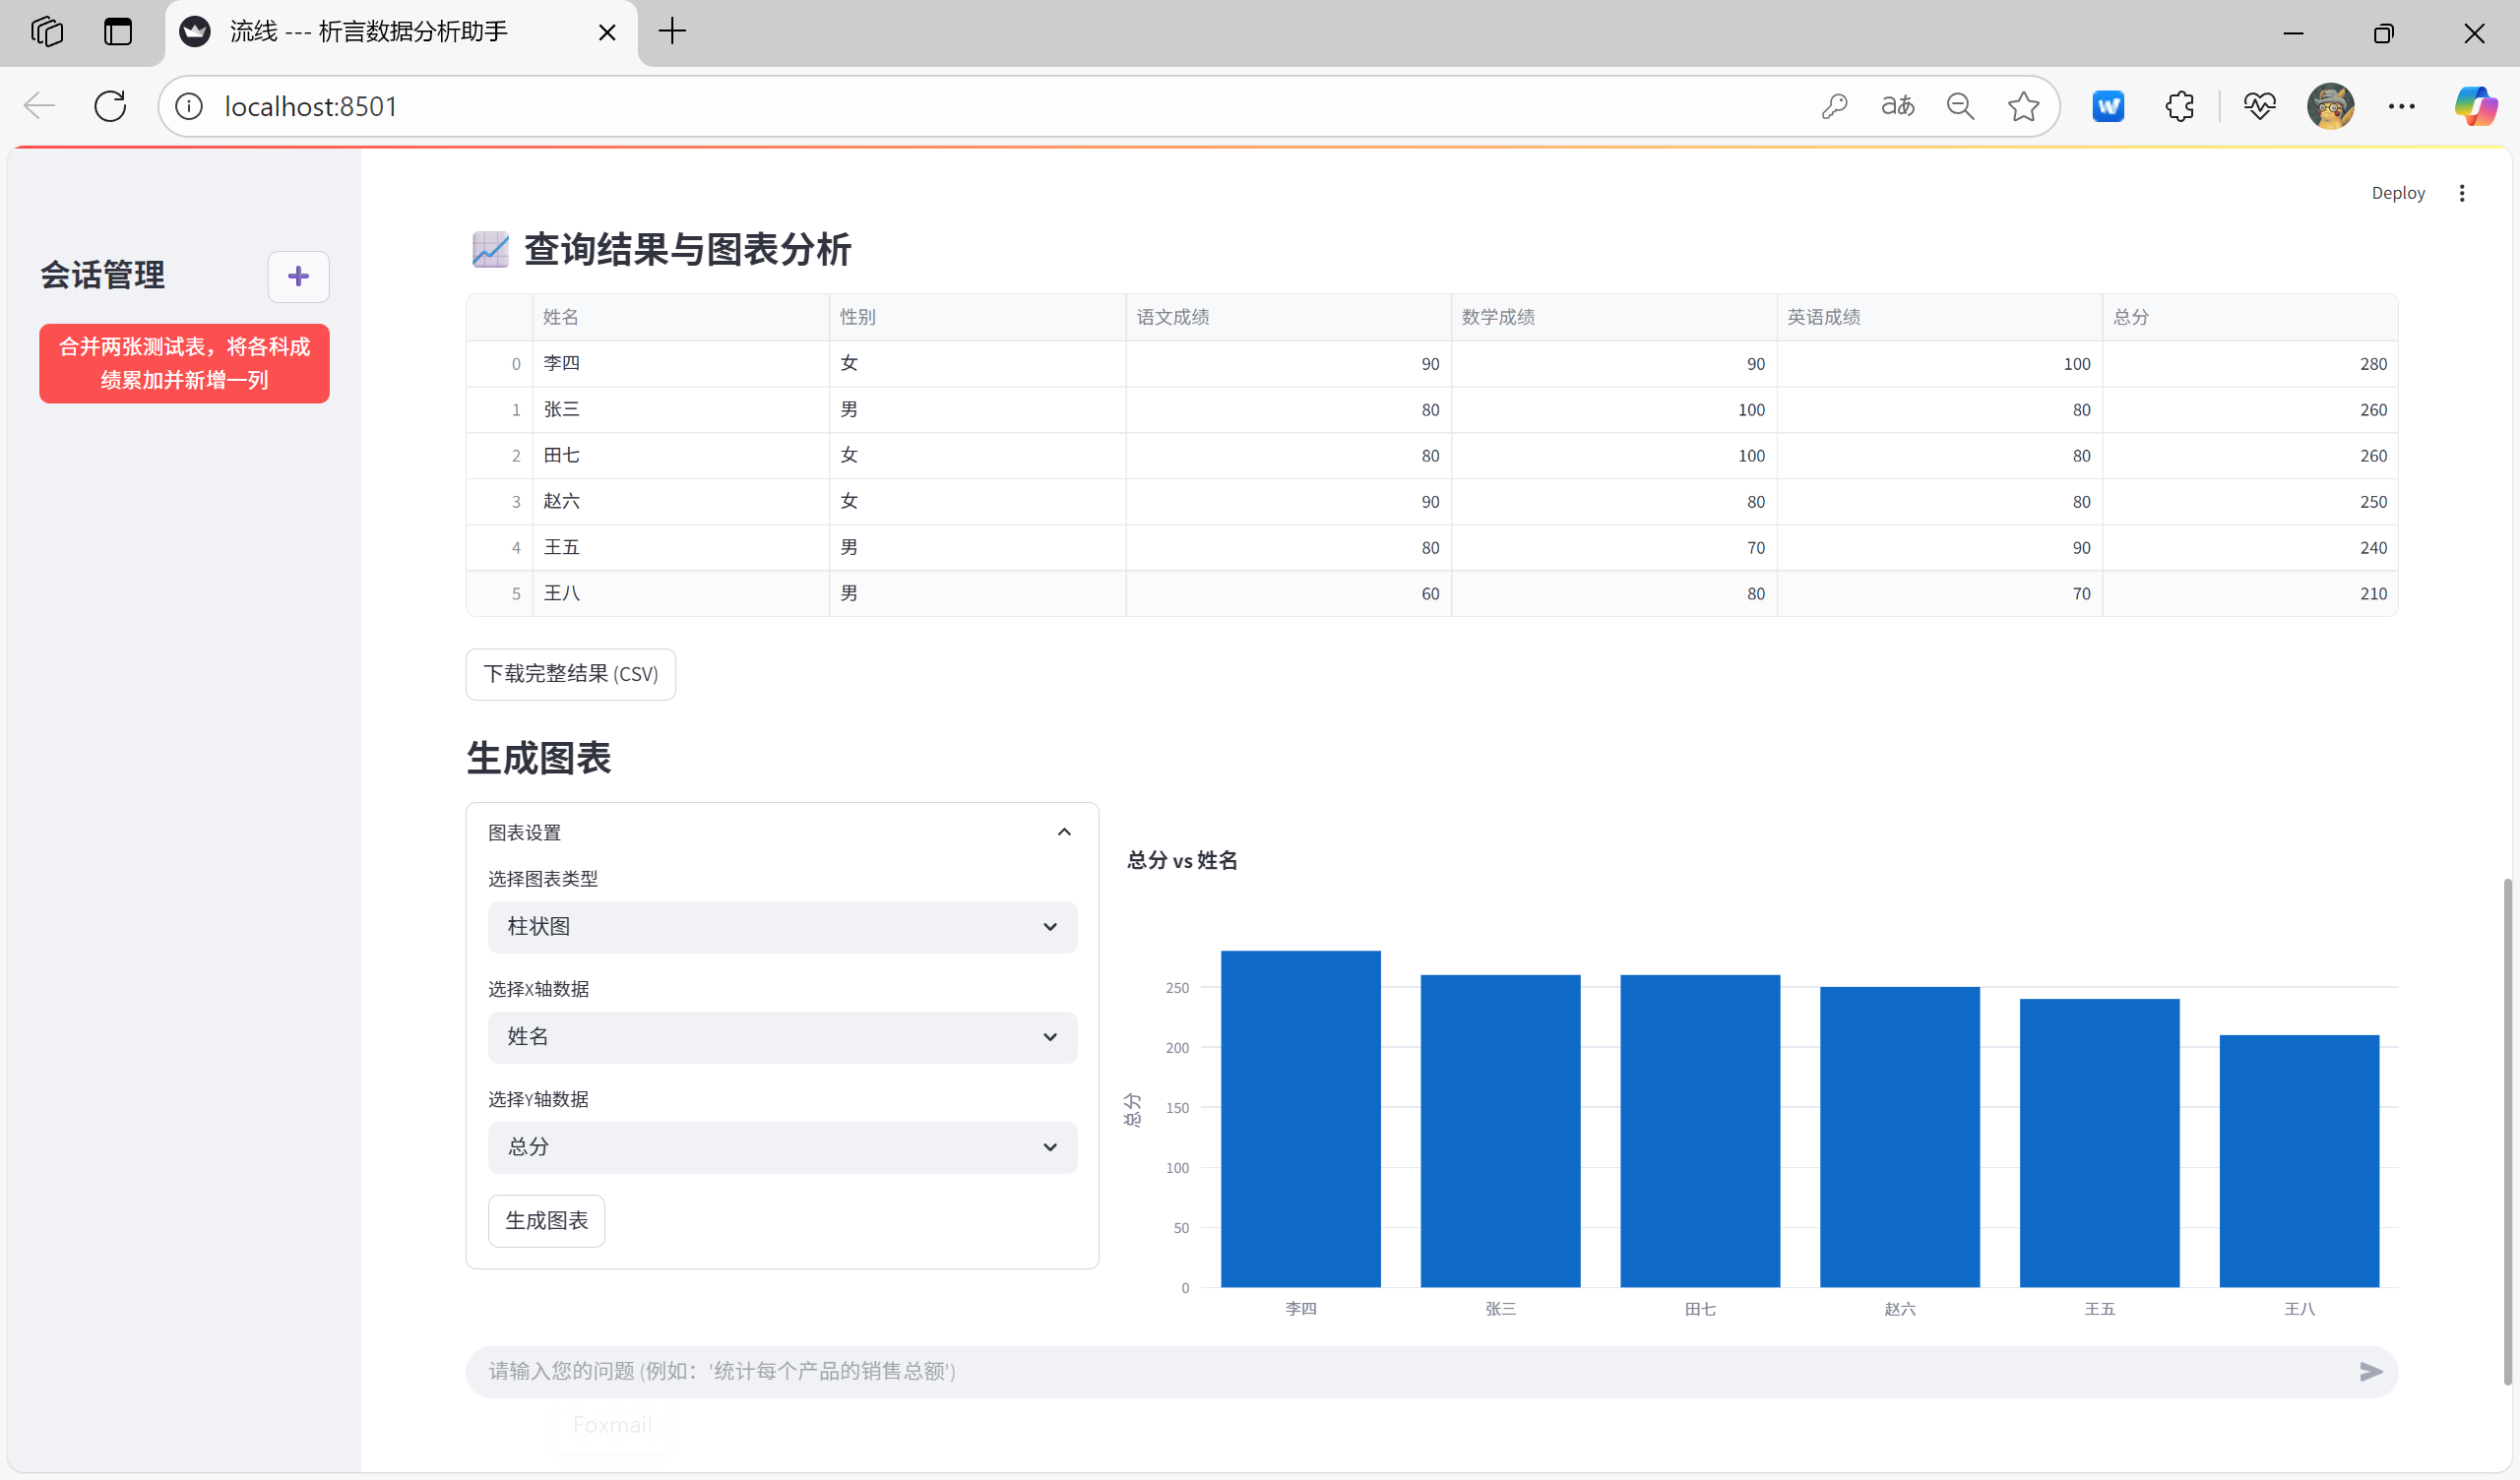 流线 --- 析言数据分析助手
localhost:8501
aあ
Deploy
会话管理
合并两张测试表，将各科成
绩累加并新增一列
📈 查询结果与图表分析
姓名 性别 语文成绩 数学成绩 英语成绩 总分
0 李四 女 90 90 100 280
1 张三 男 80 100 80 260
2 田七 女 80 100 80 260
3 赵六 女 90 80 80 250
4 王五 男 80 70 90 240
5 王八 男 60 80 70 210
下载完整结果 (CSV)
生成图表
图表设置
选择图表类型
柱状图
选择X轴数据
姓名
选择Y轴数据
总分
生成图表
总分 vs 姓名
总分
250
200
150
100
50
0
李四 张三 田七 赵六 王五 王八
请输入您的问题 (例如：'统计每个产品的销售总额')
Foxmail